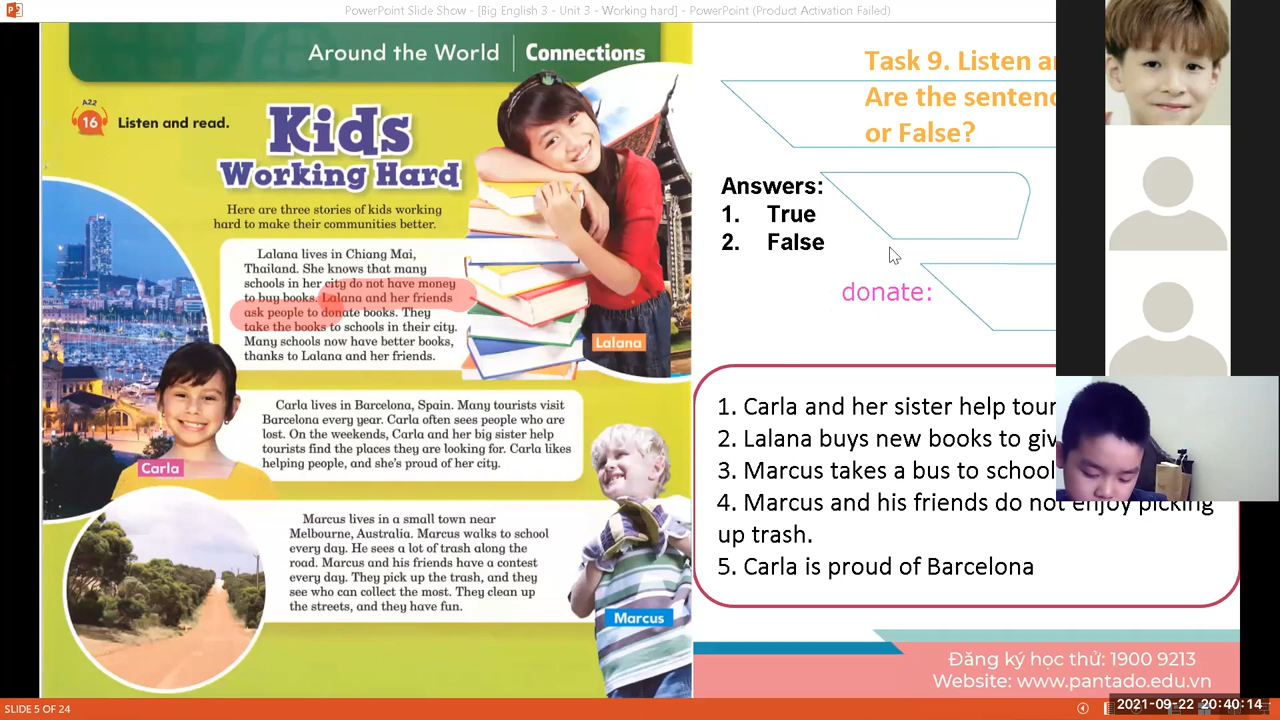 PowerPoint Slide Show - [Big English 3 - Unit 3 - Working hard] - PowerPoint (Product Activation Failed)
Around the World | Connections
A22
16 Listen and read.
Kids
Working Hard
Here are three stories of kids working
hard to make their communities better.
Lalana lives in Chiang Mai,
Thailand. She knows that many
schools in her city do not have money
to buy books. Lalana and her friends
ask people to donate books. They
take the books to schools in their city.
Many schools now have better books,
thanks to Lalana and her friends.
Lalana
Carla lives in Barcelona, Spain. Many tourists visit
Barcelona every year. Carla often sees people who are
lost. On the weekends, Carla and her big sister help
tourists find the places they are looking for. Carla likes
helping people, and she's proud of her city.
Carla
Marcus lives in a small town near
Melbourne, Australia. Marcus walks to school
every day. He sees a lot of trash along the
road. Marcus and his friends have a contest
every day. They pick up the trash, and they
see who can collect the most. They clean up
the streets, and they have fun.
Marcus
Task 9. Listen
Are the
or False?
Answers:
1. True
2. False
donate:
1. Carla and her sister help
2. Lalana buys new books to
3. Marcus takes a bus to school
4. Marcus and his friends do not enjoy picking
up trash.
5. Carla is proud of Barcelona
Đăng ký học thử: 1900 9213
Website: www.pantado.edu.vn
SLIDE 5 OF 24
2021-09-22 20:40:14